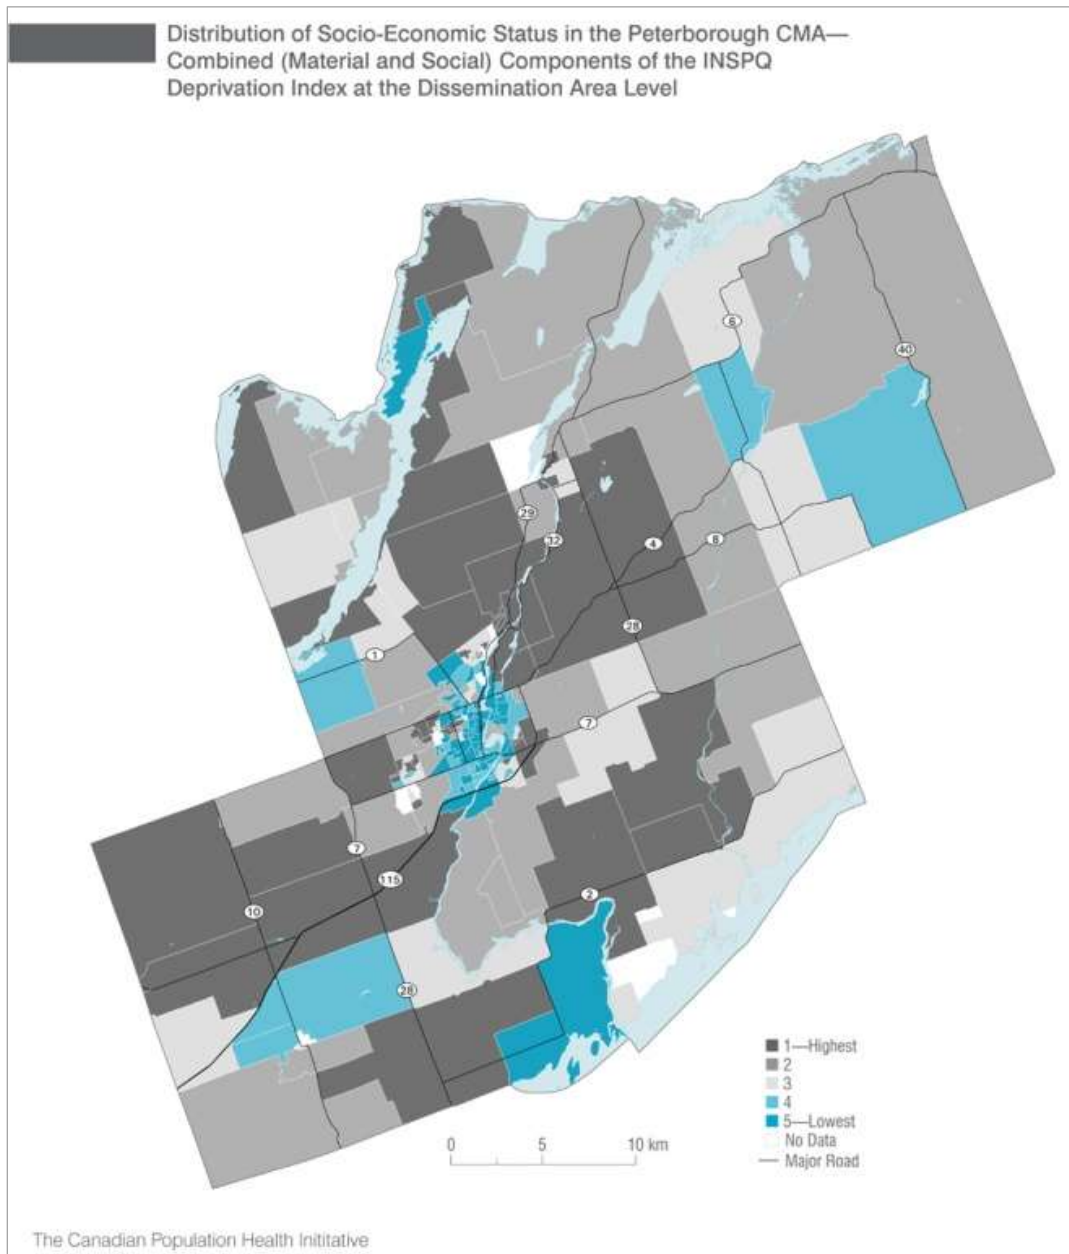 Distribution of Socio-Economic Status in the Peterborough CMA—
Combined (Material and Social) Components of the INSPQ
Deprivation Index at the Dissemination Area Level
6
40
29
32
4
8
28
1
7
7
115
10
2
28
1—Highest
2
3
4
5—Lowest
No Data
Major Road
0 5 10 km
The Canadian Population Health Inititative